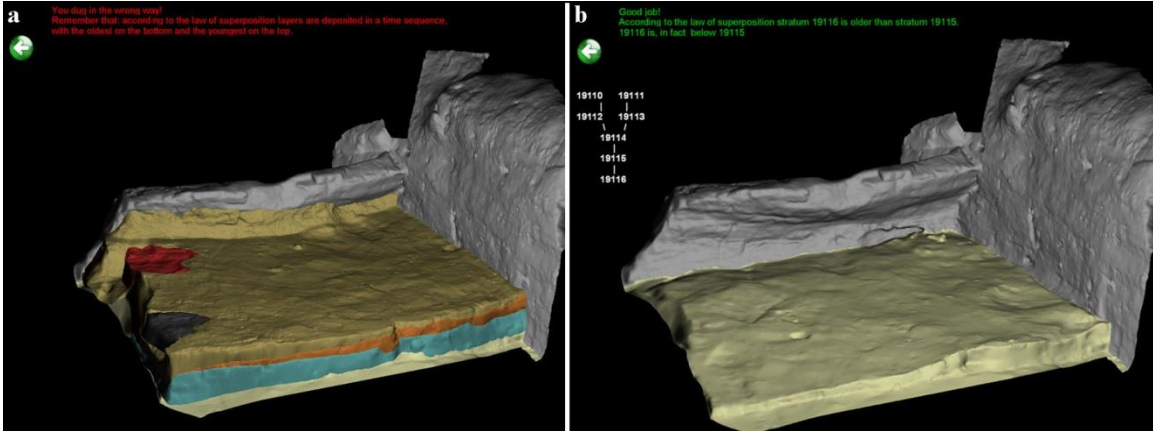 a
You dug in the wrong way!
Remember that: according to the law of superposition layers are deposited in a time sequence,
with the oldest on the bottom and the youngest on the top.
b
Good job!
According to the law of superposition stratum 19116 is older than stratum 19115.
19116 is, in fact below 19115
19110 19111
19112 19113
19114
19115
19116